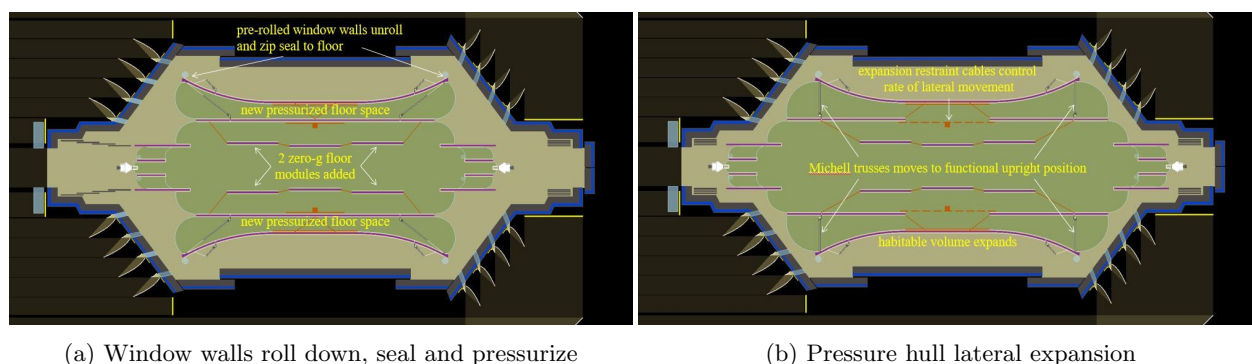 pre-rolled window walls unroll
and zip seal to floor
new pressurized floor space
2 zero-g floor
modules added
new pressurized floor space
(a) Window walls roll down, seal and pressurize
expansion restraint cables control
rate of lateral movement
Michell trusses moves to functional upright position
habitable volume expands
(b) Pressure hull lateral expansion